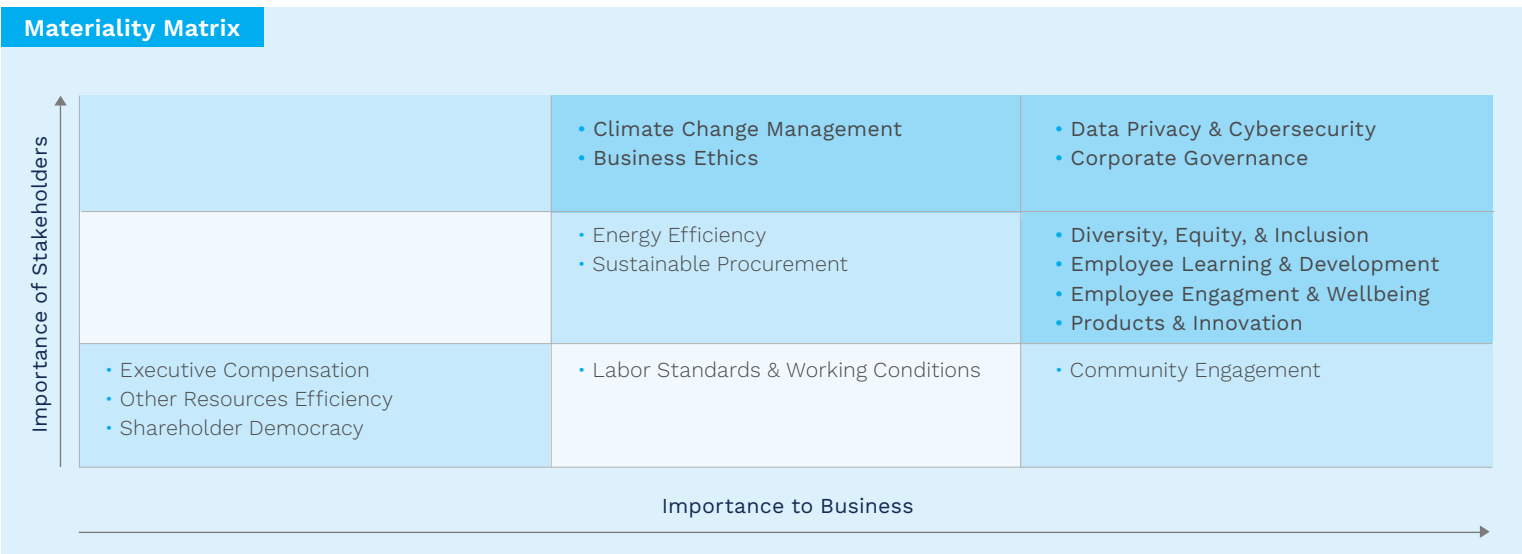 Materiality Matrix
Importance of Stakeholders
• Climate Change Management
• Business Ethics
• Data Privacy & Cybersecurity
• Corporate Governance
• Energy Efficiency
• Sustainable Procurement
• Diversity, Equity, & Inclusion
• Employee Learning & Development
• Employee Engagment & Wellbeing
• Products & Innovation
• Executive Compensation
• Other Resources Efficiency
• Shareholder Democracy
• Labor Standards & Working Conditions
• Community Engagement
Importance to Business